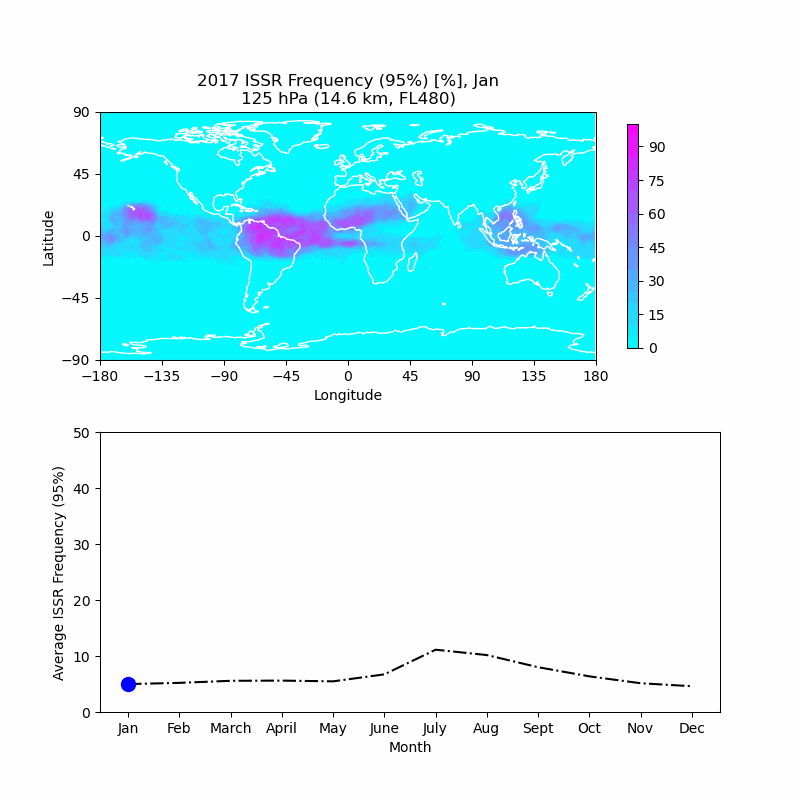 2017 ISSR Frequency (95%) [%], Jan
125 hPa (14.6 km, FL480)
90
45
0
−45
−90
Latitude
−180 −135 −90 −45 0 45 90 135 180
Longitude
90
75
60
45
30
15
0
50
40
30
20
10
0
Average ISSR Frequency (95%)
Jan Feb March April May June July Aug Sept Oct Nov Dec
Month